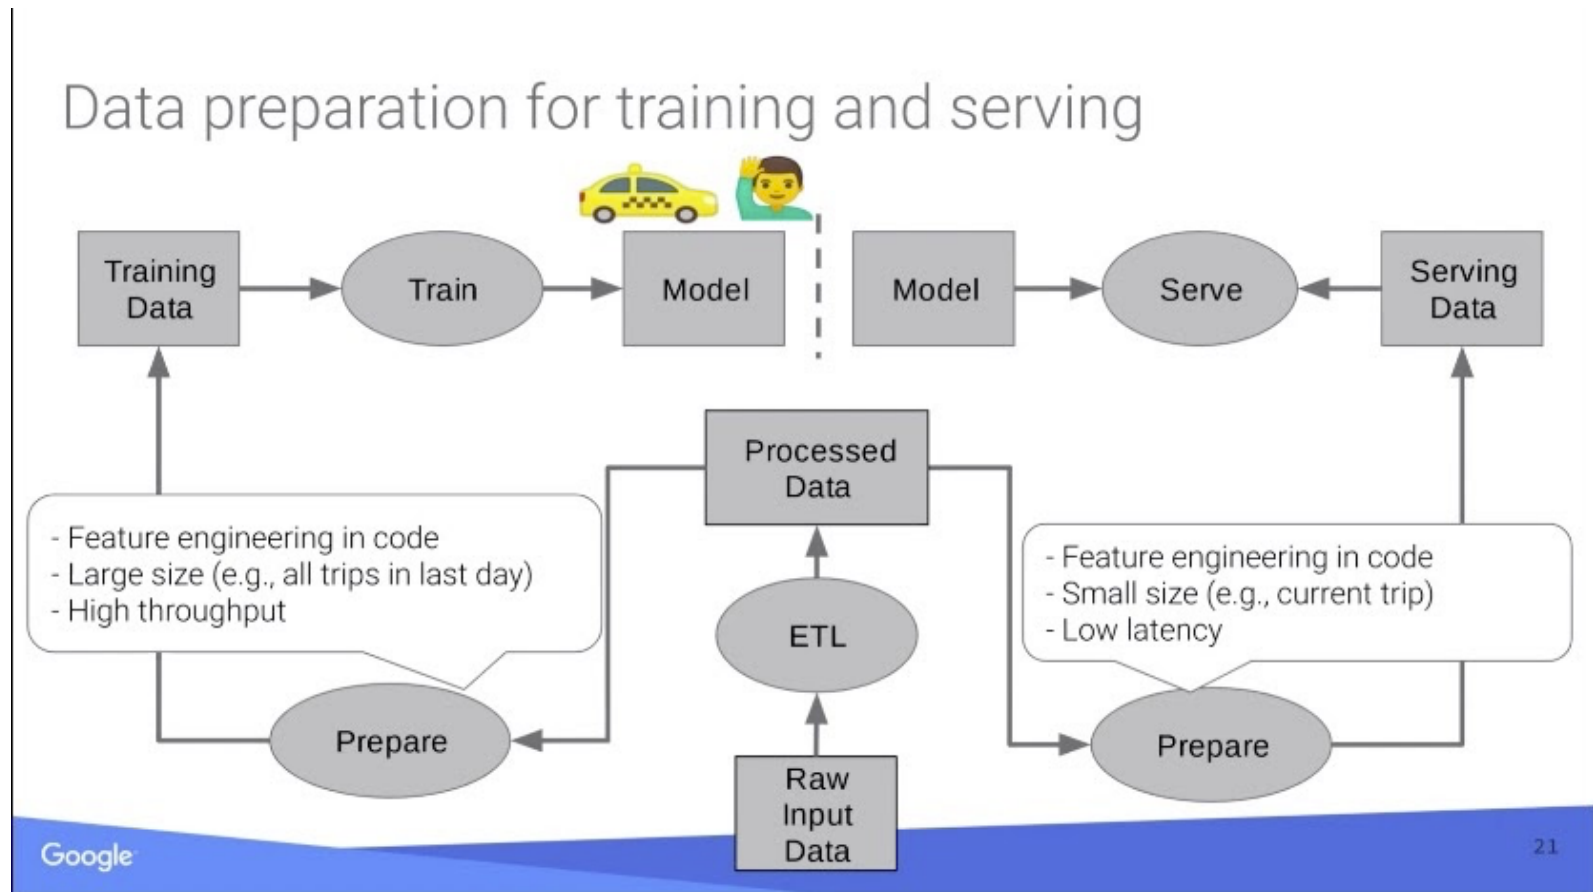 Data preparation for training and serving
Training
Data
Train
Model
Model
Serve
Serving
Data
Processed
Data
- Feature engineering in code
- Large size (e.g., all trips in last day)
- High throughput
- Feature engineering in code
- Small size (e.g., current trip)
- Low latency
ETL
Prepare
Prepare
Raw
Input
Data
Google
21